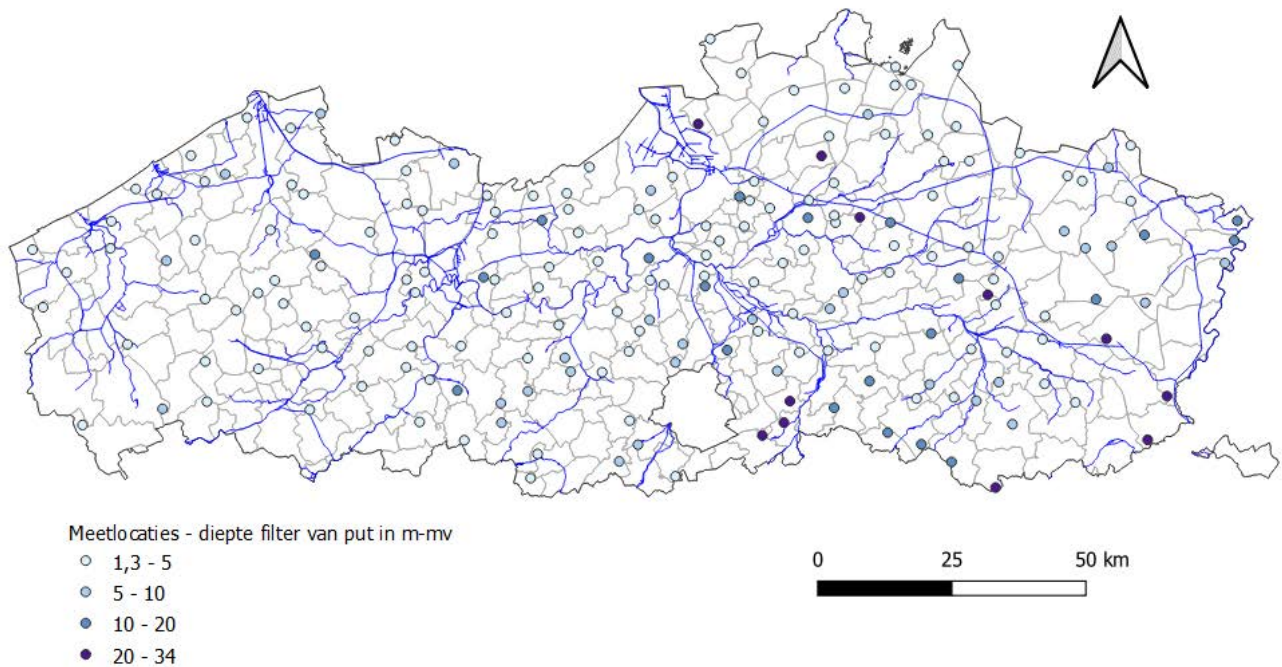 Meetlocaties - diepte filter van put in m-mv
1,3 - 5
5 - 10
10 - 20
20 - 34
0 25 50 km